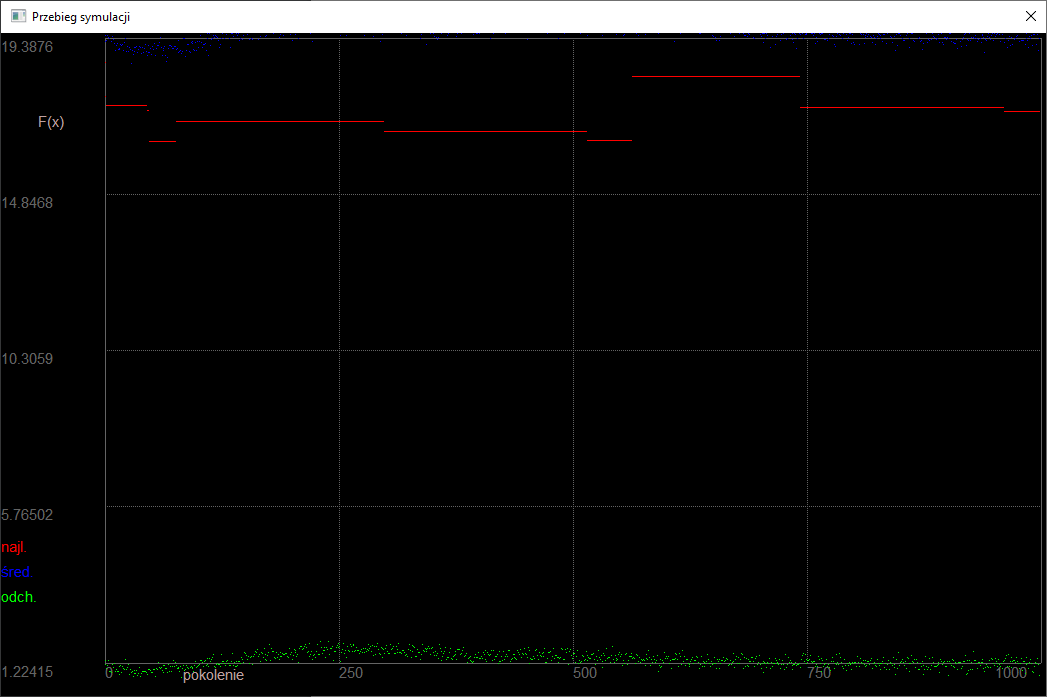 Przebieg symulacji
19.3876
F(x)
14.8468
10.3059
5.76502
najl.
śred.
odch.
1.22415
0
250
500
750
1000
pokolenie